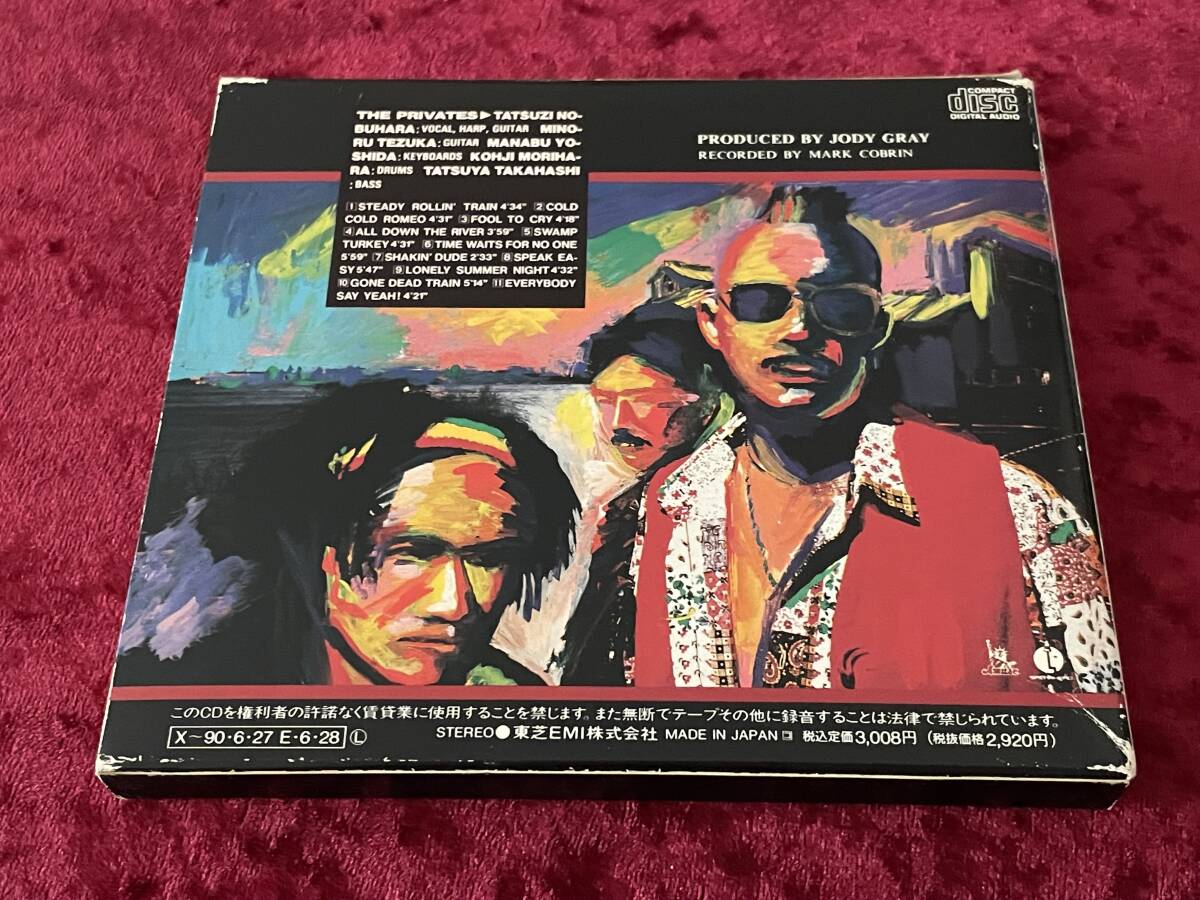 THE PRIVATES▶TATSUZI NO-
BUHARA; VOCAL, HARP, GUITAR MINO-
RU TEZUKA; GUITAR MANABU YO-
SHIDA; KEYBOARDS KOHJI MORIHA-
RA; DRUMS TATSUYA TAKAHASHI
; BASS
1 STEADY ROLLIN' TRAIN 4'34" 2 COLD
COLD ROMEO 4'31" 3 FOOL TO CRY 4'18"
4 ALL DOWN THE RIVER 3'59" 5 SWAMP
TURKEY 4'31" 6 TIME WAITS FOR NO ONE
5'59" 7 SHAKIN' DUDE 2'33" 8 SPEAK EA-
SY 5'47" 9 LONELY SUMMER NIGHT 4'32"
10 GONE DEAD TRAIN 5'14" 11 EVERYBODY
SAY YEAH! 4'21"
COMPACT
disc
DIGITAL AUDIO
PRODUCED BY JODY GRAY
RECORDED BY MARK COBRIN
このCDを権利者の許諾なく賃貸業に使用することを禁じます。また無断でテープその他に録音することは法律で禁じられています。
X〜90・6・27 E・6・28 Ⓛ STEREO●東芝EMI株式会社 MADE IN JAPAN 税込定価3,008円 (税抜価格2,920円)